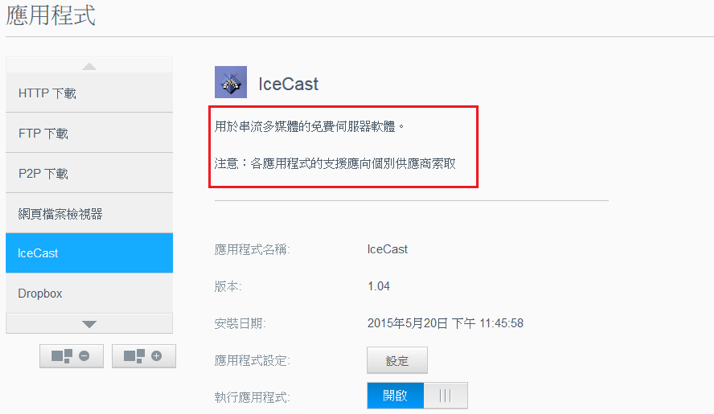 應用程式
HTTP 下載
FTP 下載
P2P 下載
網頁檔案檢視器
IceCast
Dropbox
IceCast
用於串流多媒體的免費伺服器軟體。
注意：各應用程式的支援應向個別供應商索取
應用程式名稱: IceCast
版本: 1.04
安裝日期: 2015年5月20日 下午 11:45:58
應用程式設定: 設定
執行應用程式: 開啟